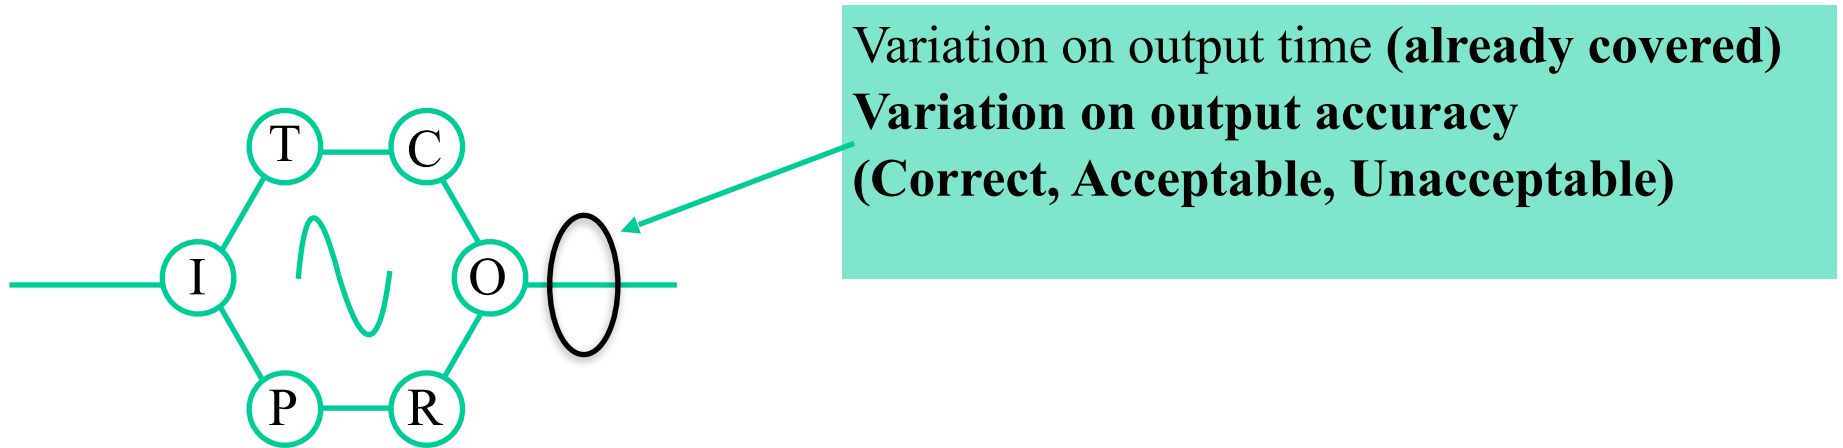 Variation on output time (already covered)
Variation on output accuracy
(Correct, Acceptable, Unacceptable)
T
C
I
O
P
R